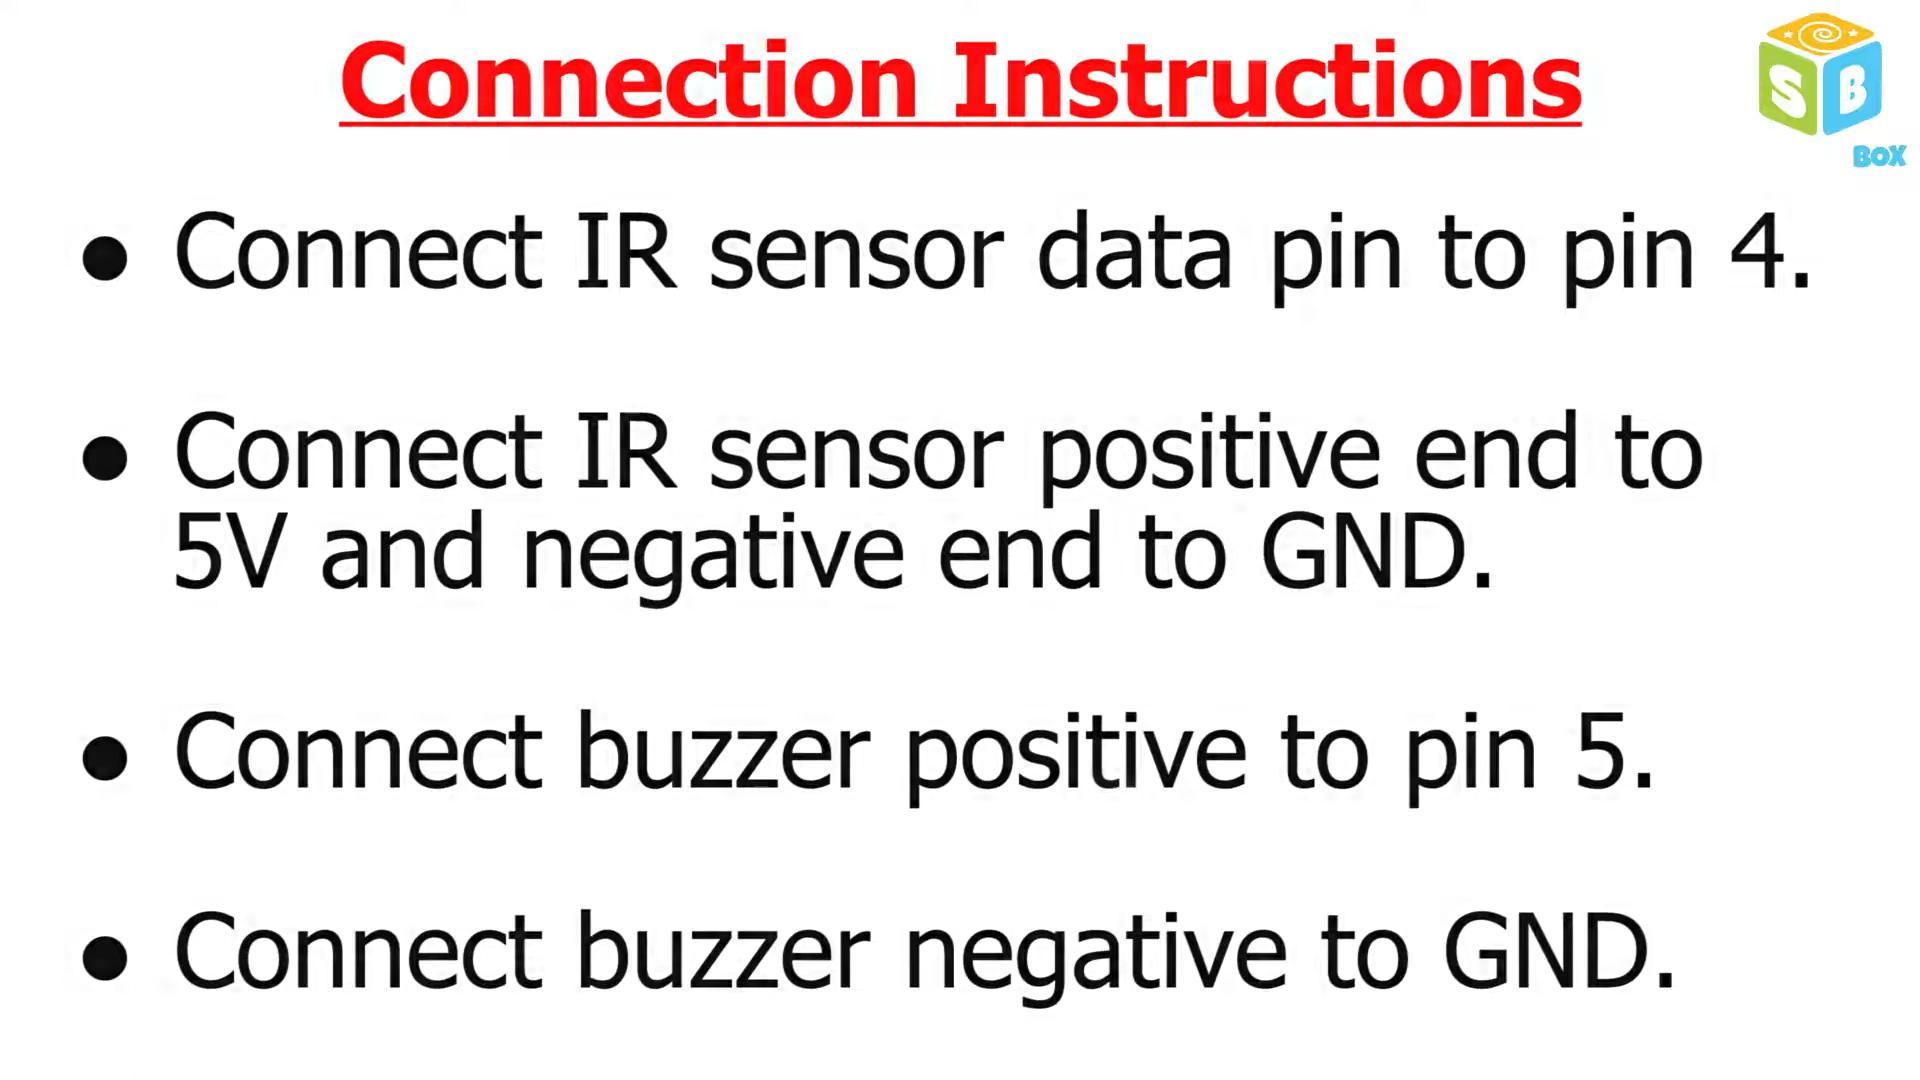 Connection Instructions
S B
BOX
• Connect IR sensor data pin to pin 4.
• Connect IR sensor positive end to
5V and negative end to GND.
• Connect buzzer positive to pin 5.
• Connect buzzer negative to GND.